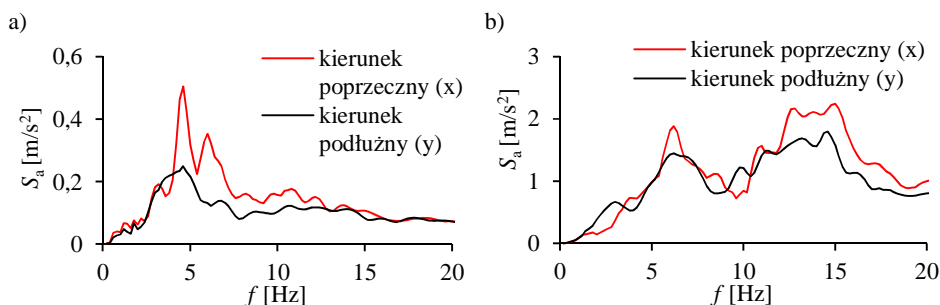 a)
S_a [m/s²]
0,6
0,4
0,2
0
0 5 10 15 20
f [Hz]
kierunek
poprzeczny (x)
kierunek
podłużny (y)
b)
S_a [m/s²]
3
2
1
0
0 5 10 15 20
f [Hz]
kierunek poprzeczny (x)
kierunek podłużny (y)